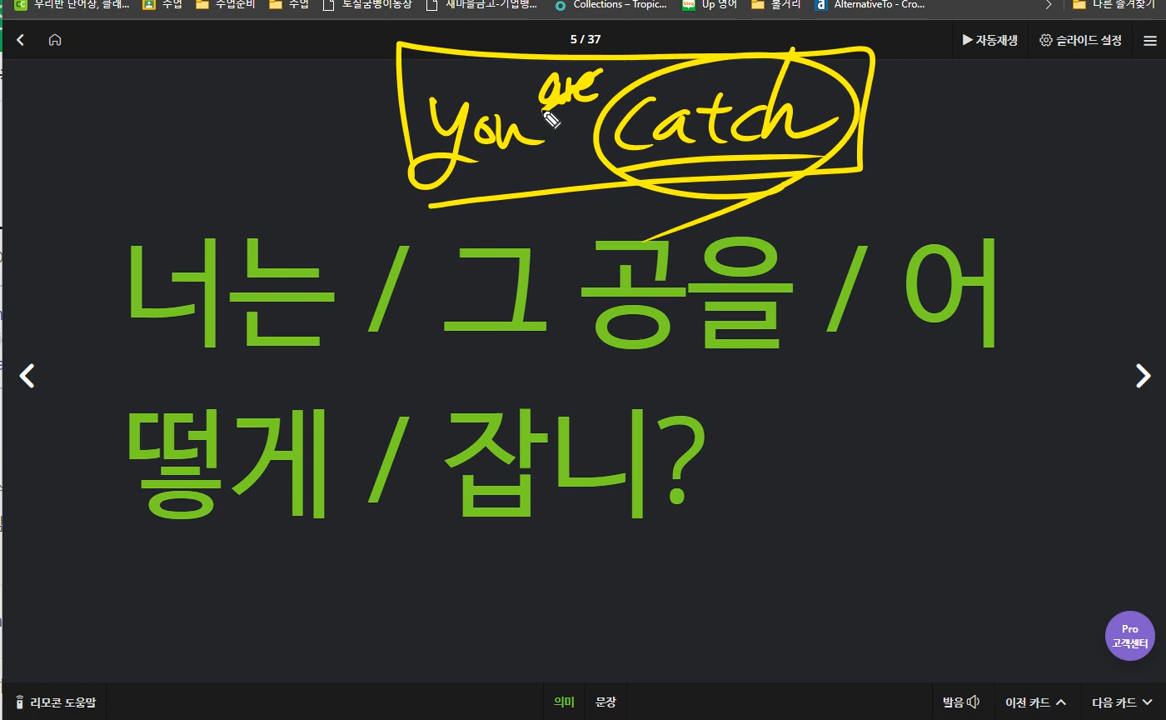 우리반 단어장, 클래... 수업 수업준비 수업 토실굼벵이동창 새마을금고-기업뱅... Collections – Tropic... Up 영어 볼거리 AlternativeTo - Cro... 다른 즐겨찾기
5 / 37 자동재생 슬라이드 설정
you are catch
너는 / 그 공을 / 어
떻게 / 잡니?
Pro
고객센터
리모콘 도움말 의미 문장 발음 이전 카드 다음 카드